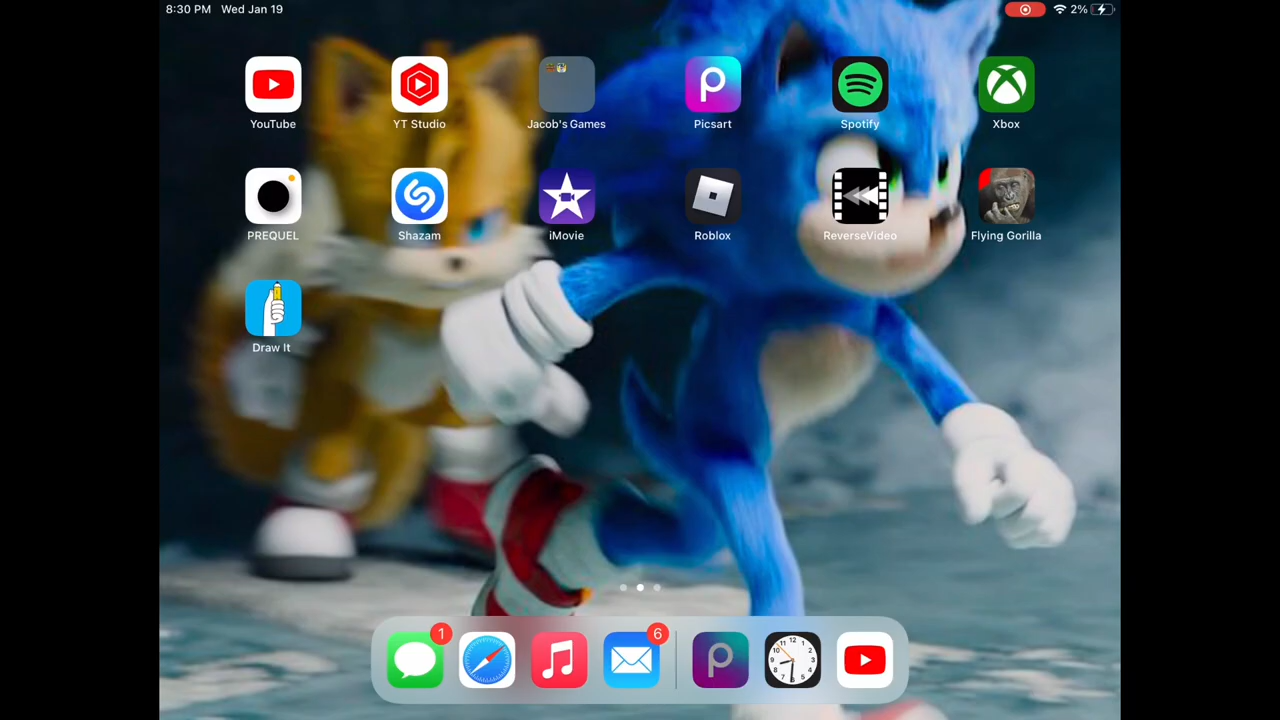 8:30 PM Wed Jan 19 2%
YouTube YT Studio Jacob's Games Picsart Spotify Xbox
PREQUEL Shazam iMovie Roblox ReverseVideo Flying Gorilla
Draw It
1 6